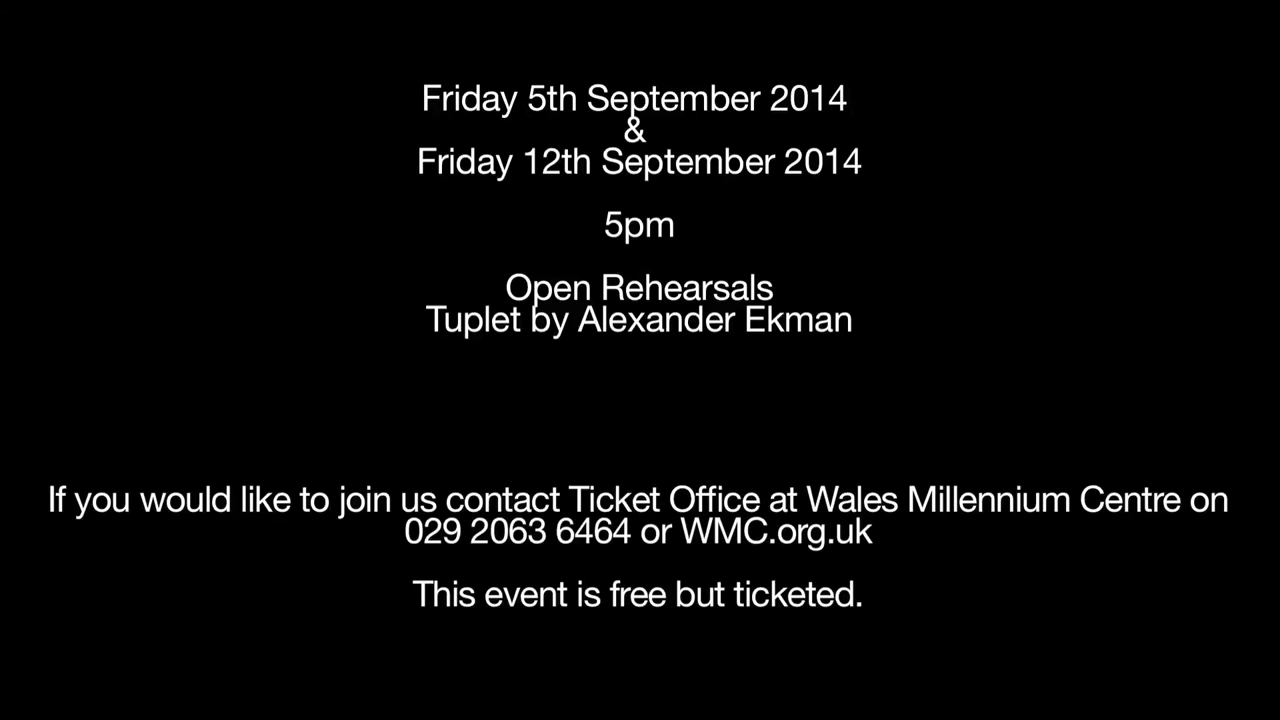 Friday 5th September 2014
&
Friday 12th September 2014
5pm
Open Rehearsals
Tuplet by Alexander Ekman
If you would like to join us contact Ticket Office at Wales Millennium Centre on
029 2063 6464 or WMC.org.uk
This event is free but ticketed.